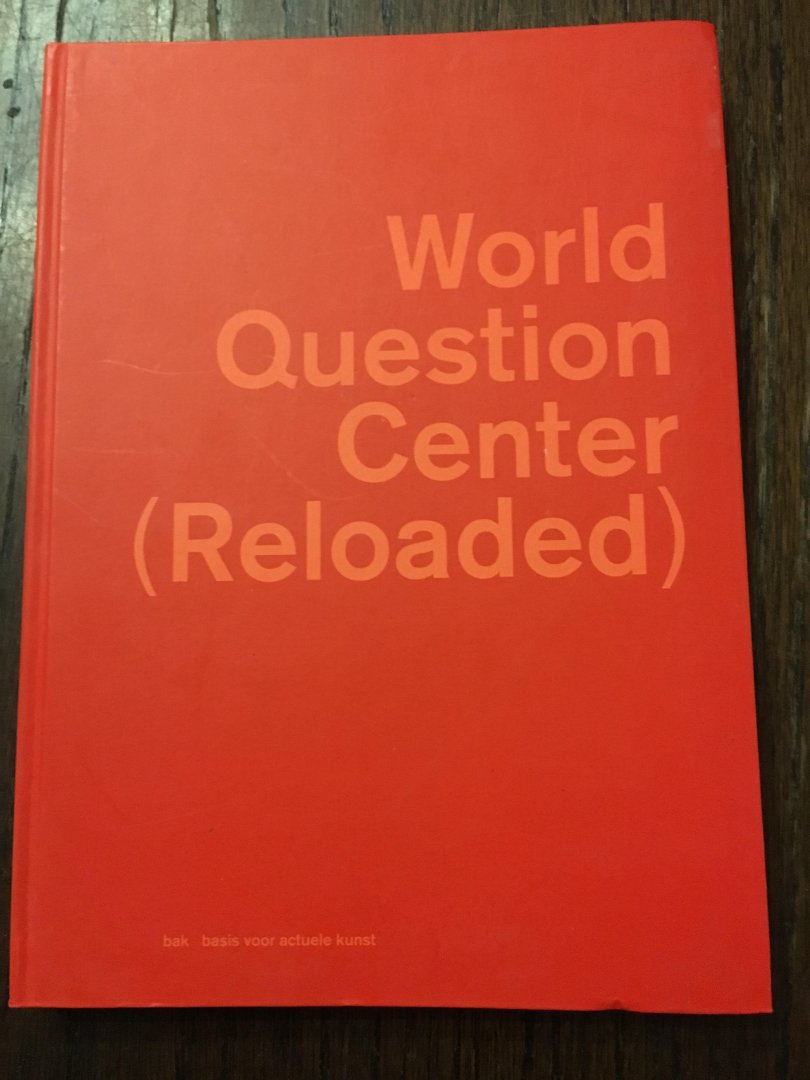 World
Question
Center
(Reloaded)
bak basis voor actuele kunst